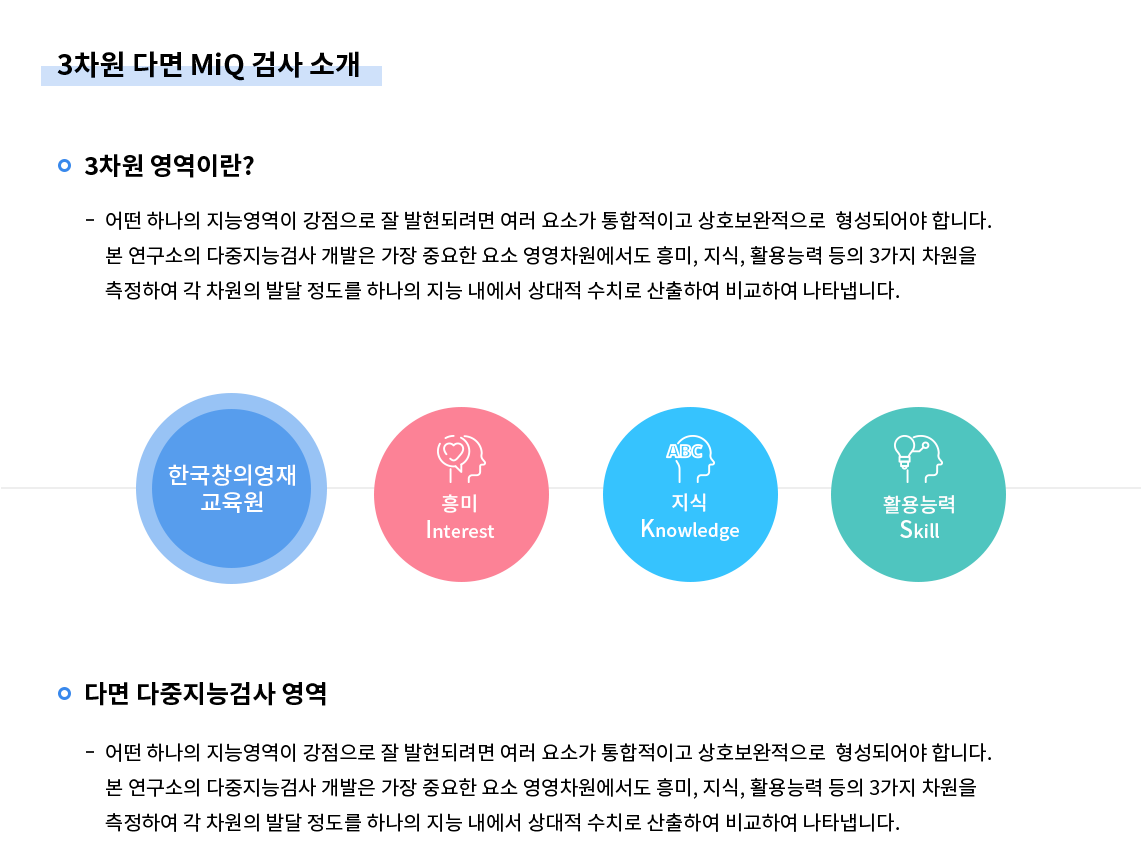 3차원 다면 MiQ 검사 소개
3차원 영역이란?
- 어떤 하나의 지능영역이 강점으로 잘 발현되려면 여러 요소가 통합적이고 상호보완적으로 형성되어야 합니다.
본 연구소의 다중지능검사 개발은 가장 중요한 요소 영영차원에서도 흥미, 지식, 활용능력 등의 3가지 차원을
측정하여 각 차원의 발달 정도를 하나의 지능 내에서 상대적 수치로 산출하여 비교하여 나타냅니다.
한국창의영재
교육원
흥미
Interest
ABC
지식
Knowledge
활용능력
Skill
다면 다중지능검사 영역
- 어떤 하나의 지능영역이 강점으로 잘 발현되려면 여러 요소가 통합적이고 상호보완적으로 형성되어야 합니다.
본 연구소의 다중지능검사 개발은 가장 중요한 요소 영영차원에서도 흥미, 지식, 활용능력 등의 3가지 차원을
측정하여 각 차원의 발달 정도를 하나의 지능 내에서 상대적 수치로 산출하여 비교하여 나타냅니다.